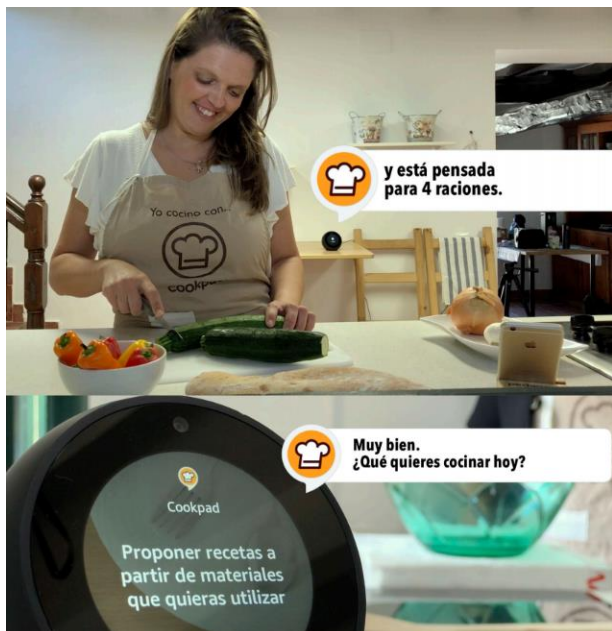 y está pensada
para 4 raciones.
Yo cocino con...
cookpad
Muy bien.
¿Qué quieres cocinar hoy?
Cookpad
Proponer recetas a
partir de materiales
que quieras utilizar